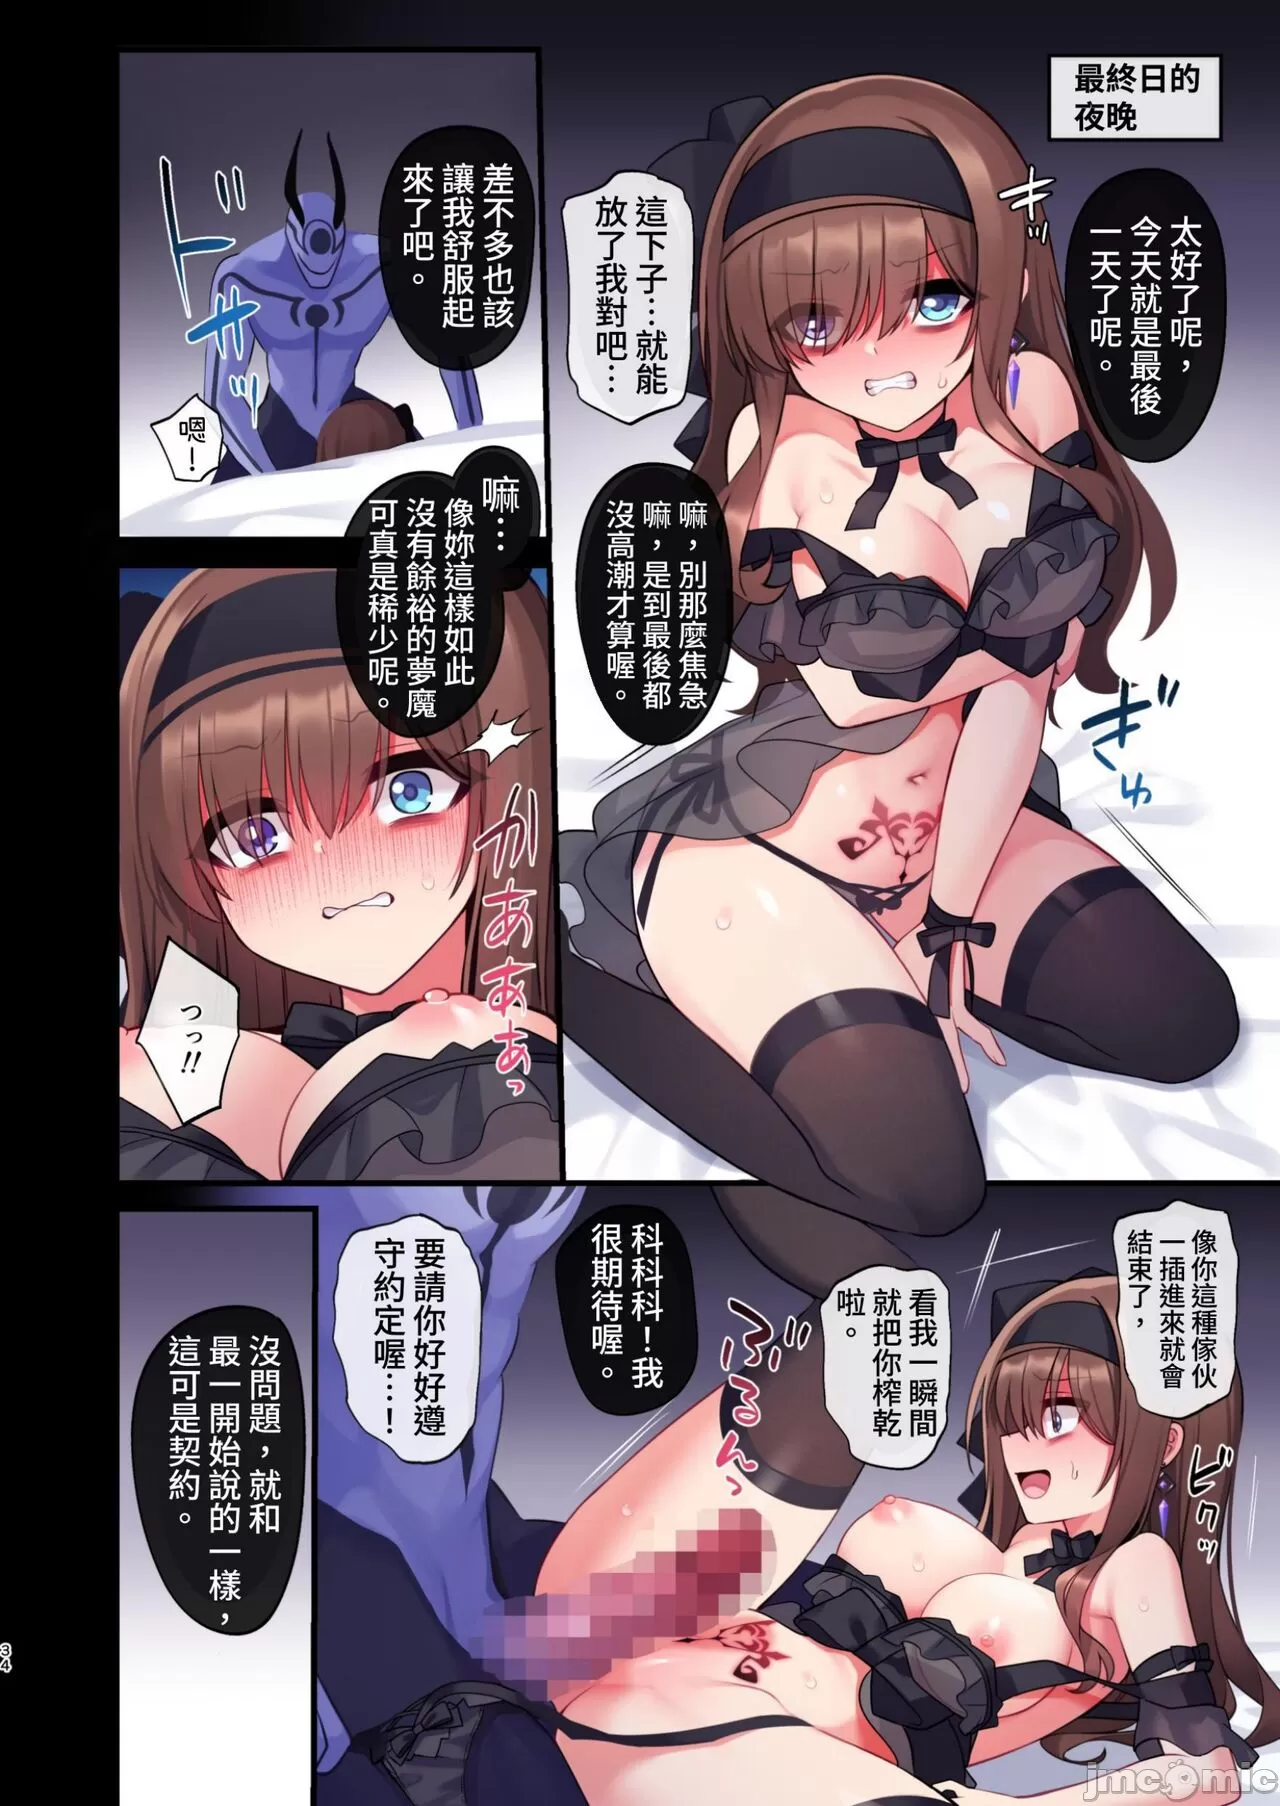 最終日的
夜晚
太好了呢，
今天就是最後
一天了呢。
這下子…就能
放了我對吧…
嘛，別那麼焦急
嘛，是到最後都
沒高潮才算喔。
ぎゅ
差不多也該
讓我舒服起
來了吧。
ドサッ
嗯！
嘛…
像妳這樣如此
沒有餘裕的夢魔
可真是稀少呢。
かあああぁっ
っっ!!
像你這種傢伙
一插進來就會
結束了，
看我一瞬間
就把你榨乾
啦。
ビクッ
ぶるんっ
科科科！我
很期待喔。
要請你好好遵
守約定喔…！
沒問題，就和
最一開始說的一樣，
這可是契約。
34
jmcomic